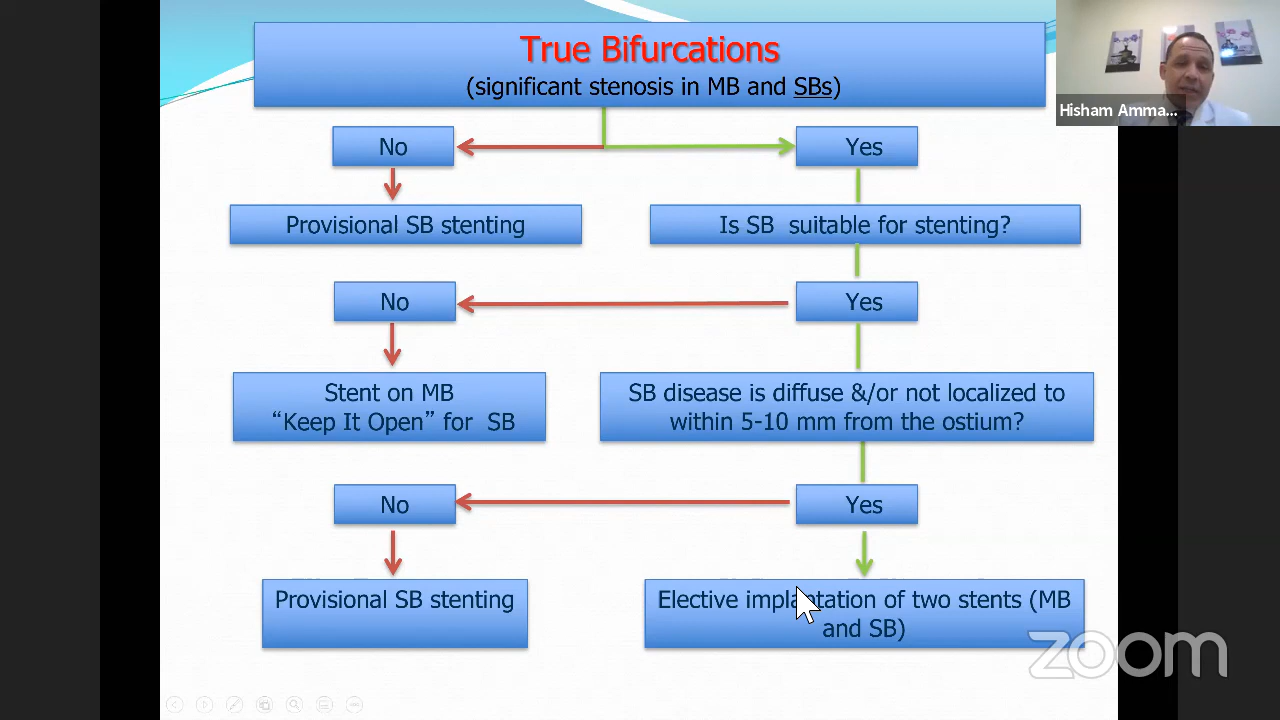 True Bifurcations
(significant stenosis in MB and SBs)
Hisham Amma...
No
Yes
Provisional SB stenting
Is SB suitable for stenting?
No
Yes
Stent on MB
“Keep It Open” for SB
SB disease is diffuse &/or not localized to
within 5-10 mm from the ostium?
No
Yes
Provisional SB stenting
Elective implantation of two stents (MB
and SB)
zoom